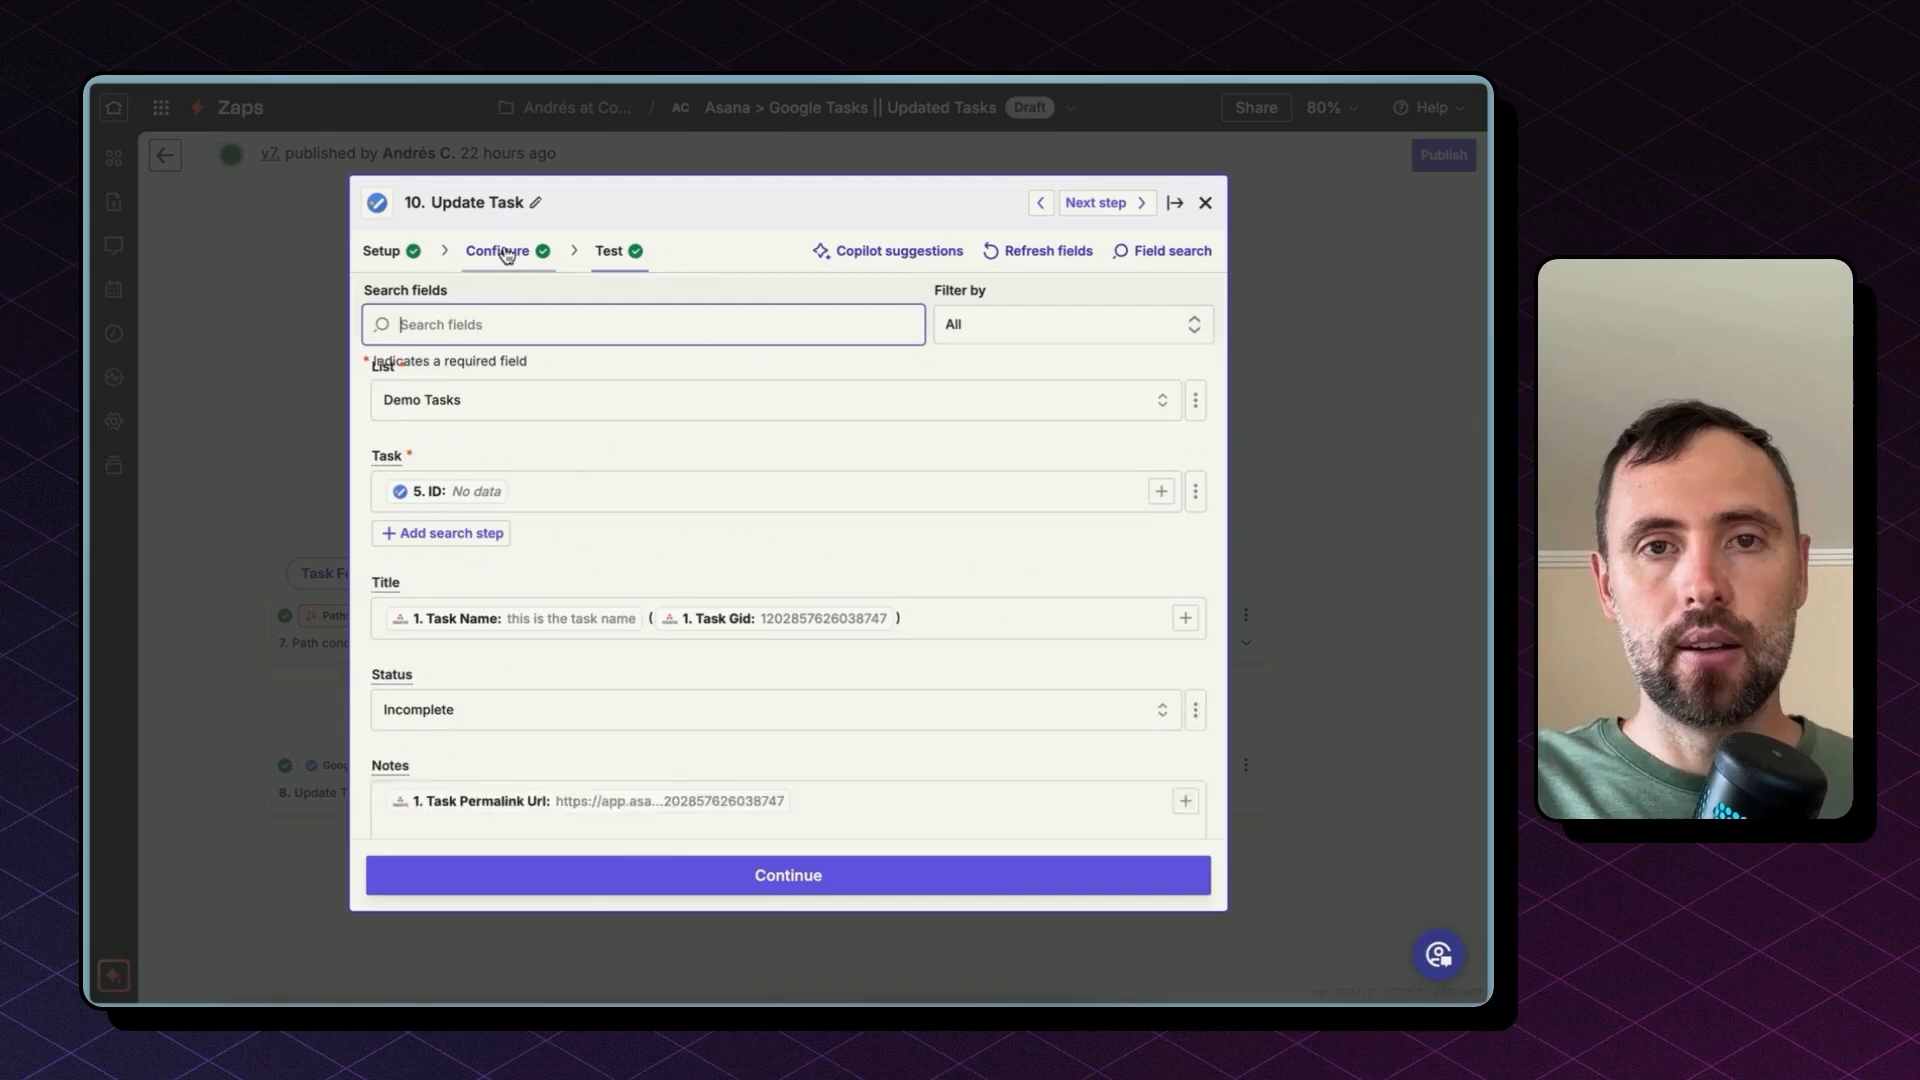 Zaps
Andrés at Co... / AC Asana > Google Tasks || Updated Tasks Draft
Share
80%
Help
v7. published by Andrés C. 22 hours ago
Publish
10. Update Task
Next step
Setup
Configure
Test
Copilot suggestions
Refresh fields
Field search
Search fields
Filter by
Search fields
All
* Indicates a required field
List
Demo Tasks
Task *
5. ID: No data
+ Add search step
Title
1. Task Name: this is the task name ( 1. Task Gid: 1202857626038747 )
Status
Incomplete
Notes
1. Task Permalink Url: https://app.asa...202857626038747
Continue
Task F
Path
7. Path cond
Goog
8. Update T